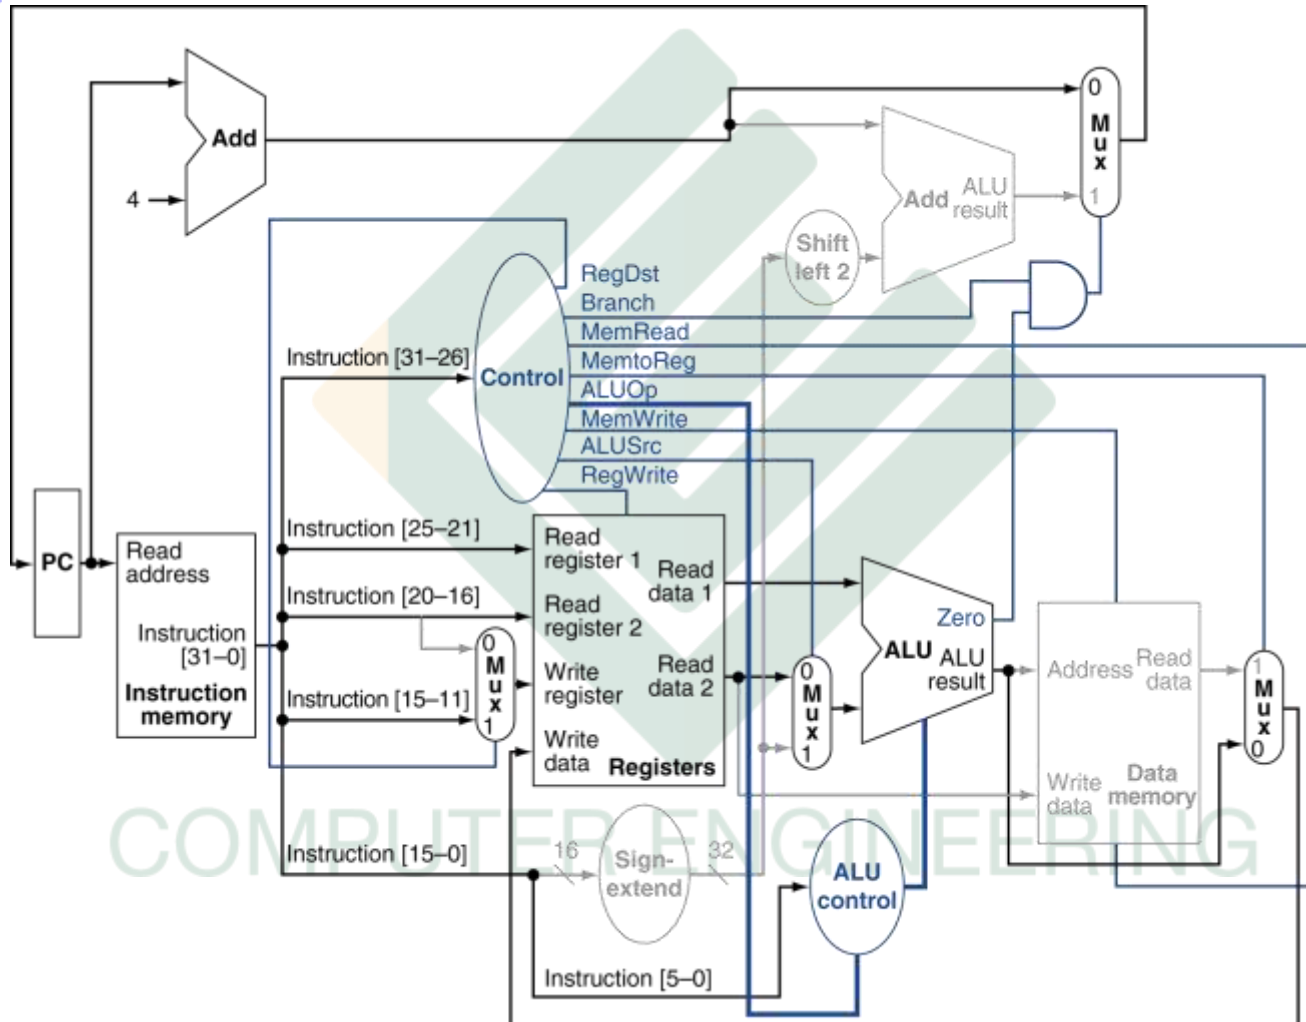 0
M
u
x
1
Add
4
Add
ALU
result
Shift
left 2
RegDst
Branch
MemRead
MemtoReg
ALUOp
MemWrite
ALUSrc
RegWrite
Control
Instruction [31–26]
Instruction [25–21]
Instruction [20–16]
Instruction [15–11]
Instruction [15–0]
Instruction [5–0]
PC
Read
address
Instruction
[31–0]
Instruction
memory
0
M
u
x
1
Read
register 1
Read
register 2
Write
register
Write
data
Read
data 1
Read
data 2
Registers
0
M
u
x
1
Zero
ALU
ALU
result
Address
Read
data
Write
data
Data
memory
1
M
u
x
0
16
Sign-
extend
32
ALU
control
COMPUTER ENGINEERING